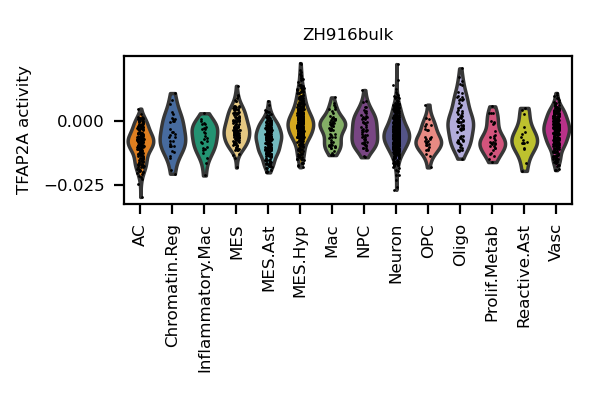 ZH916bulk
TFAP2A activity
0.000
−0.025
AC
Chromatin.Reg
Inflammatory.Mac
MES
MES.Ast
MES.Hyp
Mac
NPC
Neuron
OPC
Oligo
Prolif.Metab
Reactive.Ast
Vasc